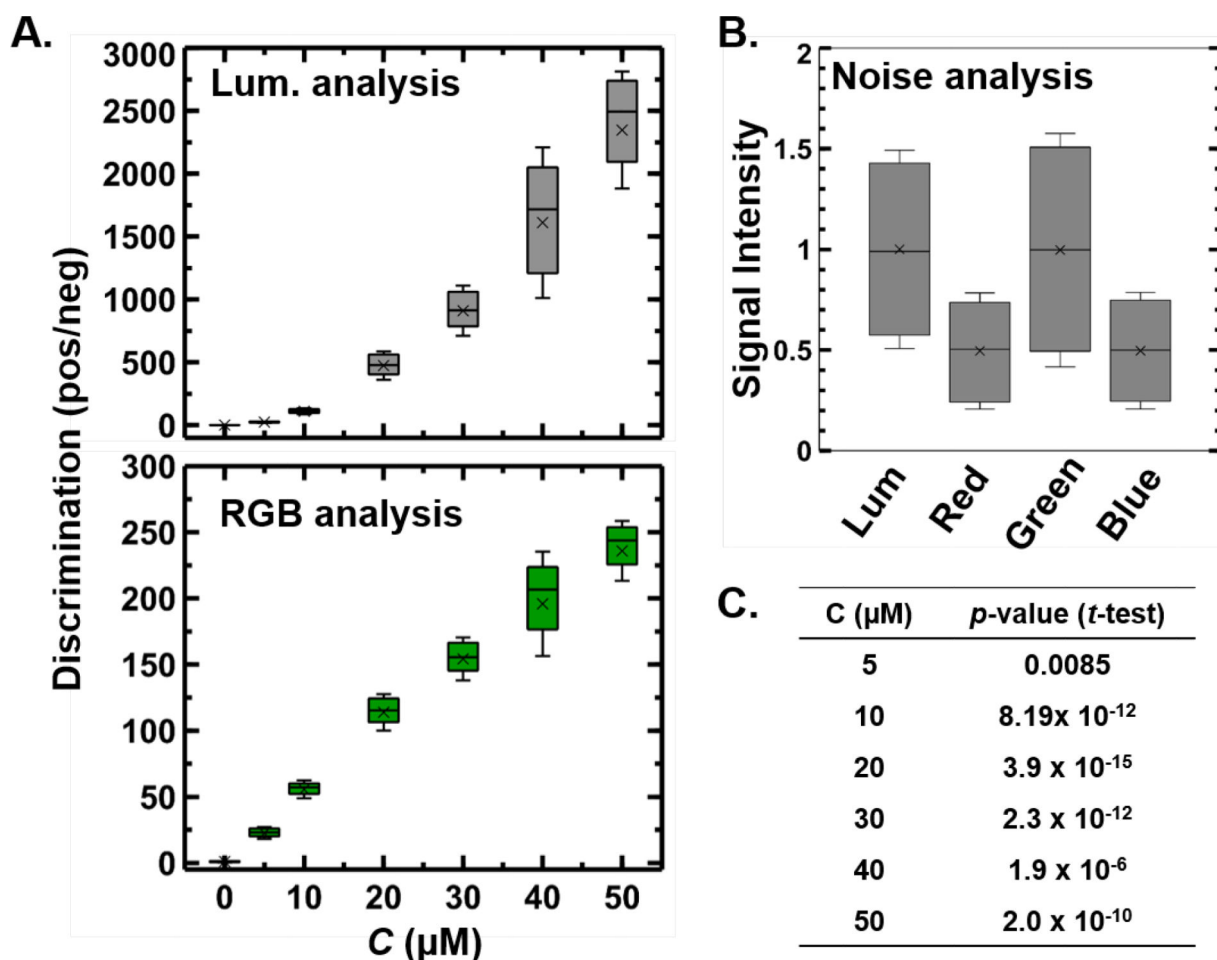 A.
Discrimination (pos/neg)
3000
2500
2000
1500
1000
500
0
Lum. analysis
300
250
200
150
100
50
0
RGB analysis
0 10 20 30 40 50
C (µM)
B.
Signal Intensity
2
1.5
1
0.5
0
Noise analysis
Lum Red Green Blue
C.
C (µM) p-value (t-test)
5 0.0085
10 8.19x 10⁻¹²
20 3.9 x 10⁻¹⁵
30 2.3 x 10⁻¹²
40 1.9 x 10⁻⁶
50 2.0 x 10⁻¹⁰